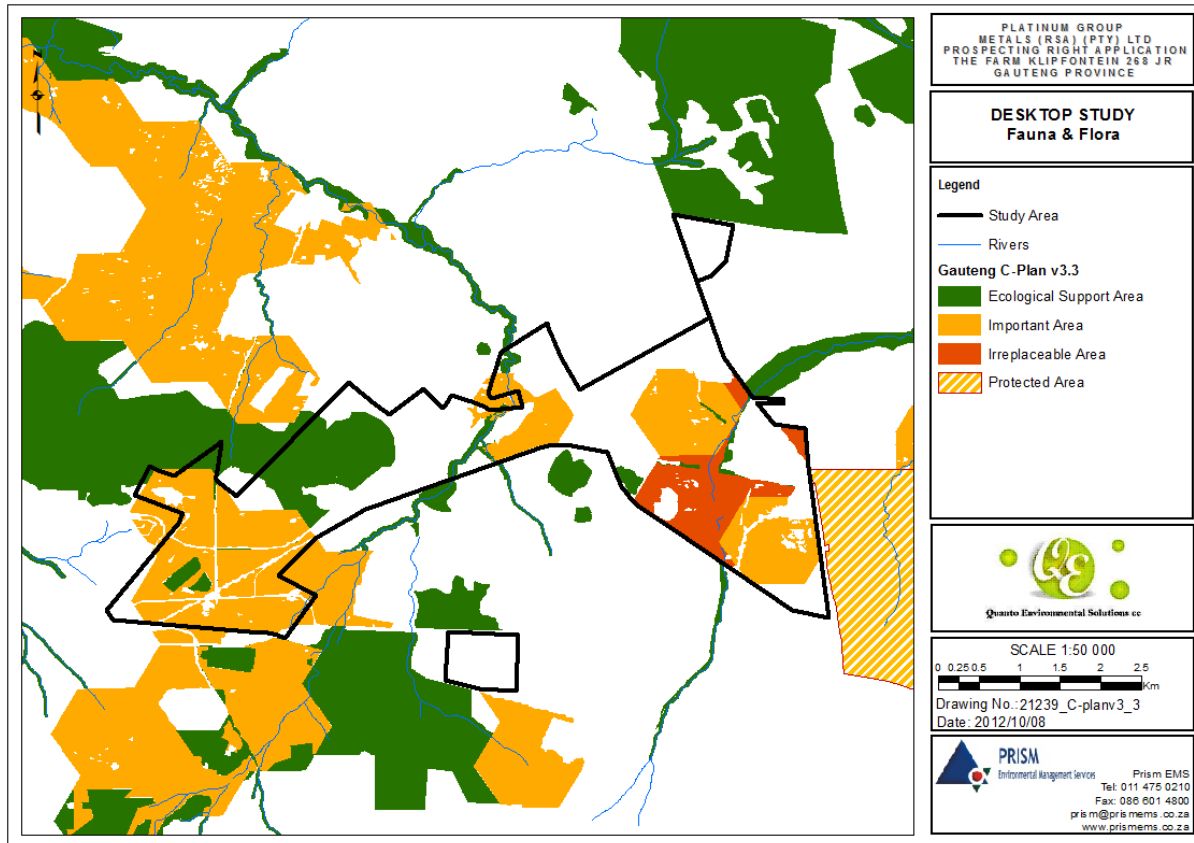 PLATINUM GROUP
METALS (RSA) (PTY) LTD
PROSPECTING RIGHT APPLICATION
THE FARM KLIPFONTEIN 268 JR
GAUTENG PROVINCE
DESKTOP STUDY
Fauna & Flora
Legend
Study Area
Rivers
Gauteng C-Plan v3.3
Ecological Support Area
Important Area
Irreplaceable Area
Protected Area
QE
Quanto Environmental Solutions cc
SCALE 1:50 000
0 0.25 0.5 1 1.5 2 2.5
Km
Drawing No.:21239_C-planv3_3
Date: 2012/10/08
PRISM
Environmental Management Services
Prism EMS
Tel: 011 475 0210
Fax: 086 601 4800
prism@prismems.co.za
www.prismems.co.za